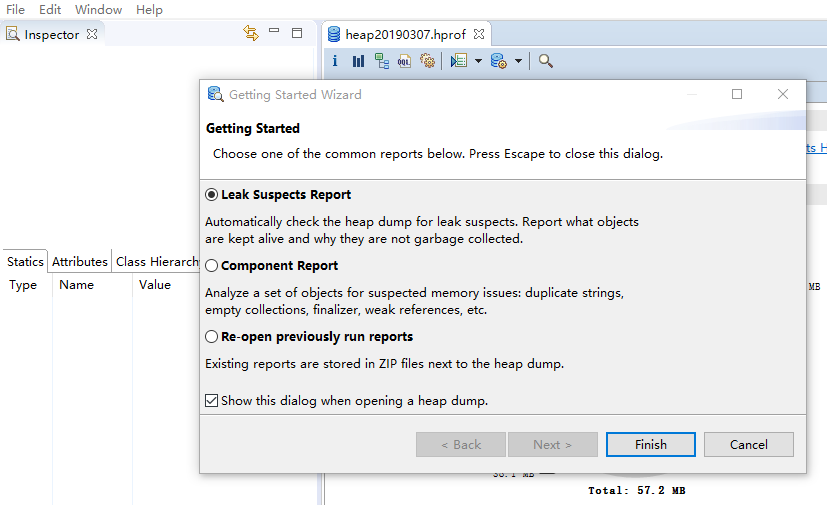 File Edit Window Help
Inspector
heap20190307.hprof
i
OQL
Getting Started Wizard
Getting Started
Choose one of the common reports below. Press Escape to close this dialog.
Leak Suspects Report
Automatically check the heap dump for leak suspects. Report what objects
are kept alive and why they are not garbage collected.
Statics Attributes Class Hierarchy
Component Report
Type Name Value
Analyze a set of objects for suspected memory issues: duplicate strings,
empty collections, finalizer, weak references, etc.
MB
Re-open previously run reports
Existing reports are stored in ZIP files next to the heap dump.
Show this dialog when opening a heap dump.
< Back Next > Finish Cancel
MB
Total: 57.2 MB